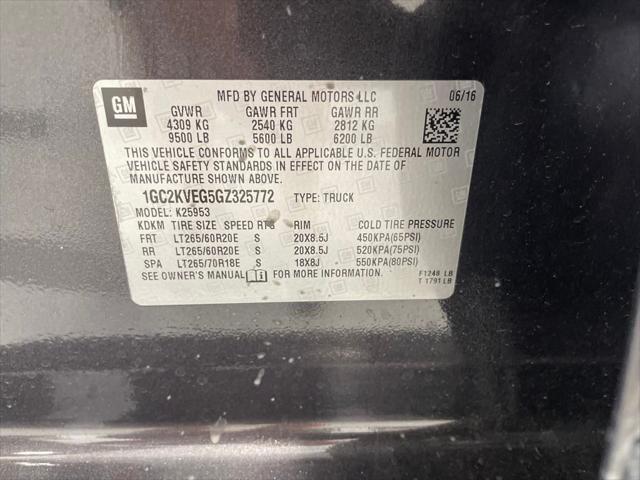 GM
MFD BY GENERAL MOTORS LLC 06/16
GVWR GAWR FRT GAWR RR
4309 KG 2540 KG 2812 KG
9500 LB 5600 LB 6200 LB
THIS VEHICLE CONFORMS TO ALL APPLICABLE U.S. FEDERAL MOTOR
VEHICLE SAFETY STANDARDS IN EFFECT ON THE DATE OF
MANUFACTURE SHOWN ABOVE.
1GC2KVEG5GZ325772 TYPE: TRUCK
MODEL: K25953
KDKM TIRE SIZE SPEED RTG RIM COLD TIRE PRESSURE
FRT LT265/60R20E S 20X8.5J 450KPA(65PSI)
RR LT265/60R20E S 20X8.5J 520KPA(75PSI)
SPA LT265/70R18E S 18X8J 550KPA(80PSI)
SEE OWNER'S MANUAL FOR MORE INFORMATION. F1248 LB
T 1791 LB